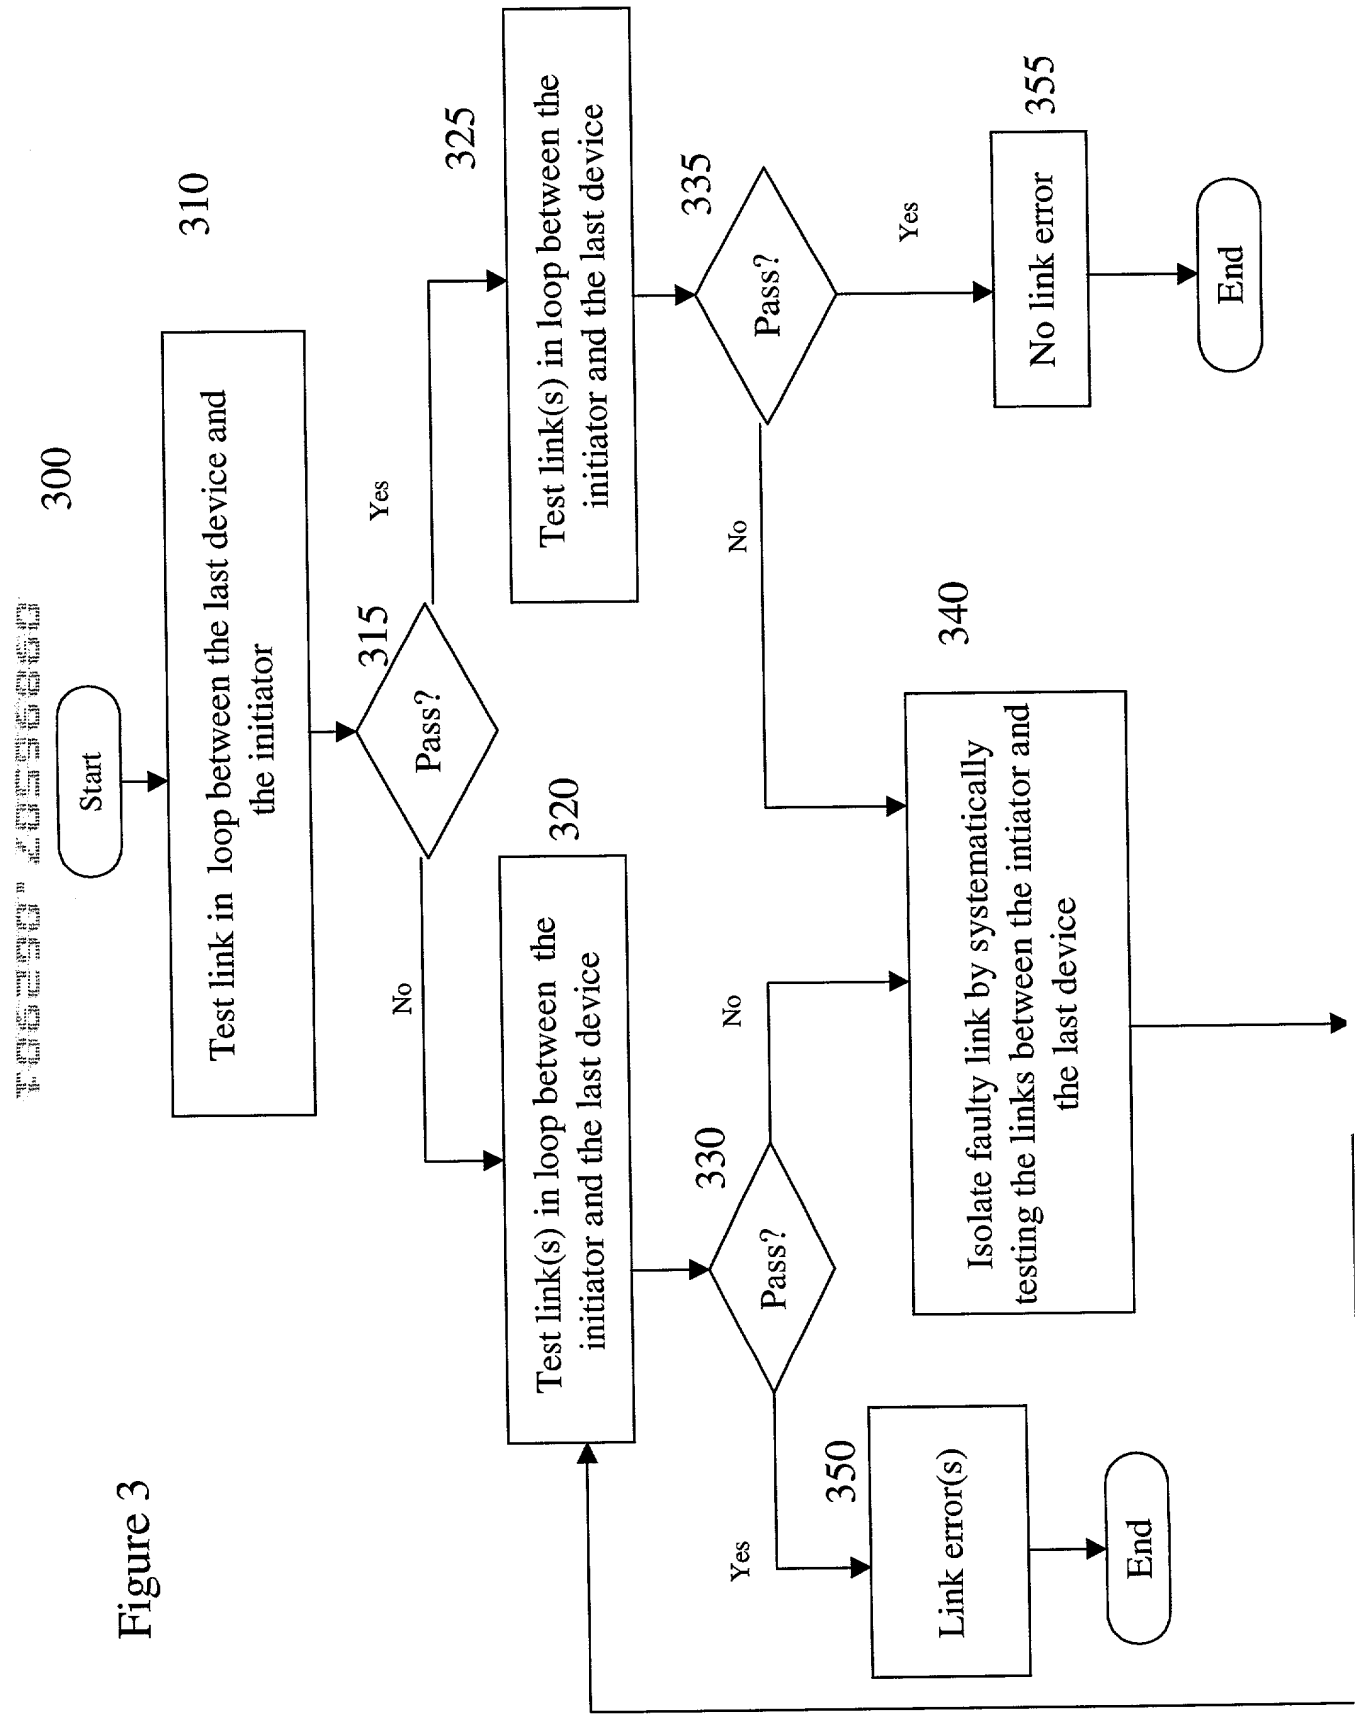 Figure 3
300
Start
310
Test link in loop between the last device and
the initiator
315
Pass?
No
Yes
320
Test link(s) in loop between the
initiator and the last device
325
Test link(s) in loop between the
initiator and the last device
330
Pass?
Yes
No
335
Pass?
No
Yes
350
Link error(s)
End
340
Isolate faulty link by systematically
testing the links between the intiator and
the last device
355
No link error
End